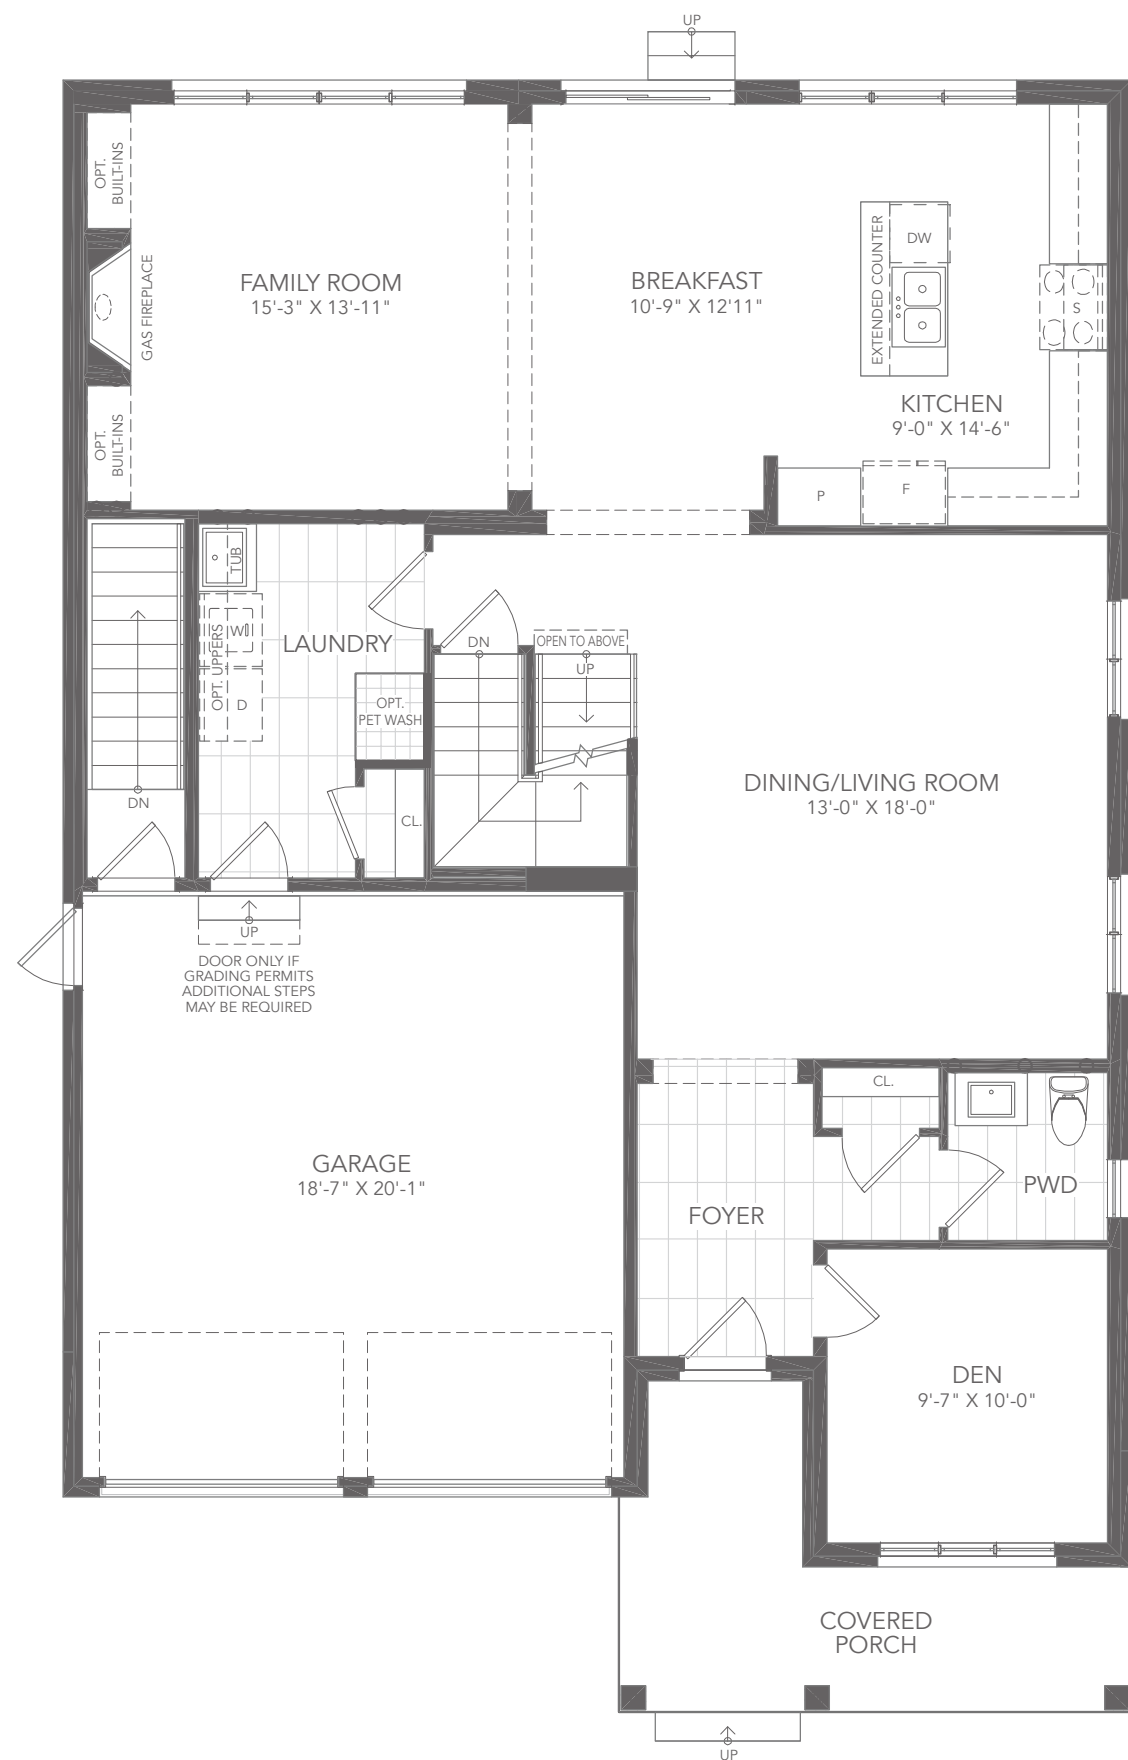 UP
OPT.
BUILT-INS
GAS FIREPLACE
OPT.
BUILT-INS
FAMILY ROOM
15'-3" X 13'-11"
BREAKFAST
10'-9" X 12'11"
EXTENDED COUNTER
DW
S
KITCHEN
9'-0" X 14'-6"
P
F
TUB
W
OPT. UPPERS
D
LAUNDRY
OPT.
PET WASH
CL.
DN
OPEN TO ABOVE
UP
DN
DINING/LIVING ROOM
13'-0" X 18'-0"
UP
DOOR ONLY IF
GRADING PERMITS
ADDITIONAL STEPS
MAY BE REQUIRED
CL.
GARAGE
18'-7" X 20'-1"
FOYER
PWD
DEN
9'-7" X 10'-0"
COVERED
PORCH
UP